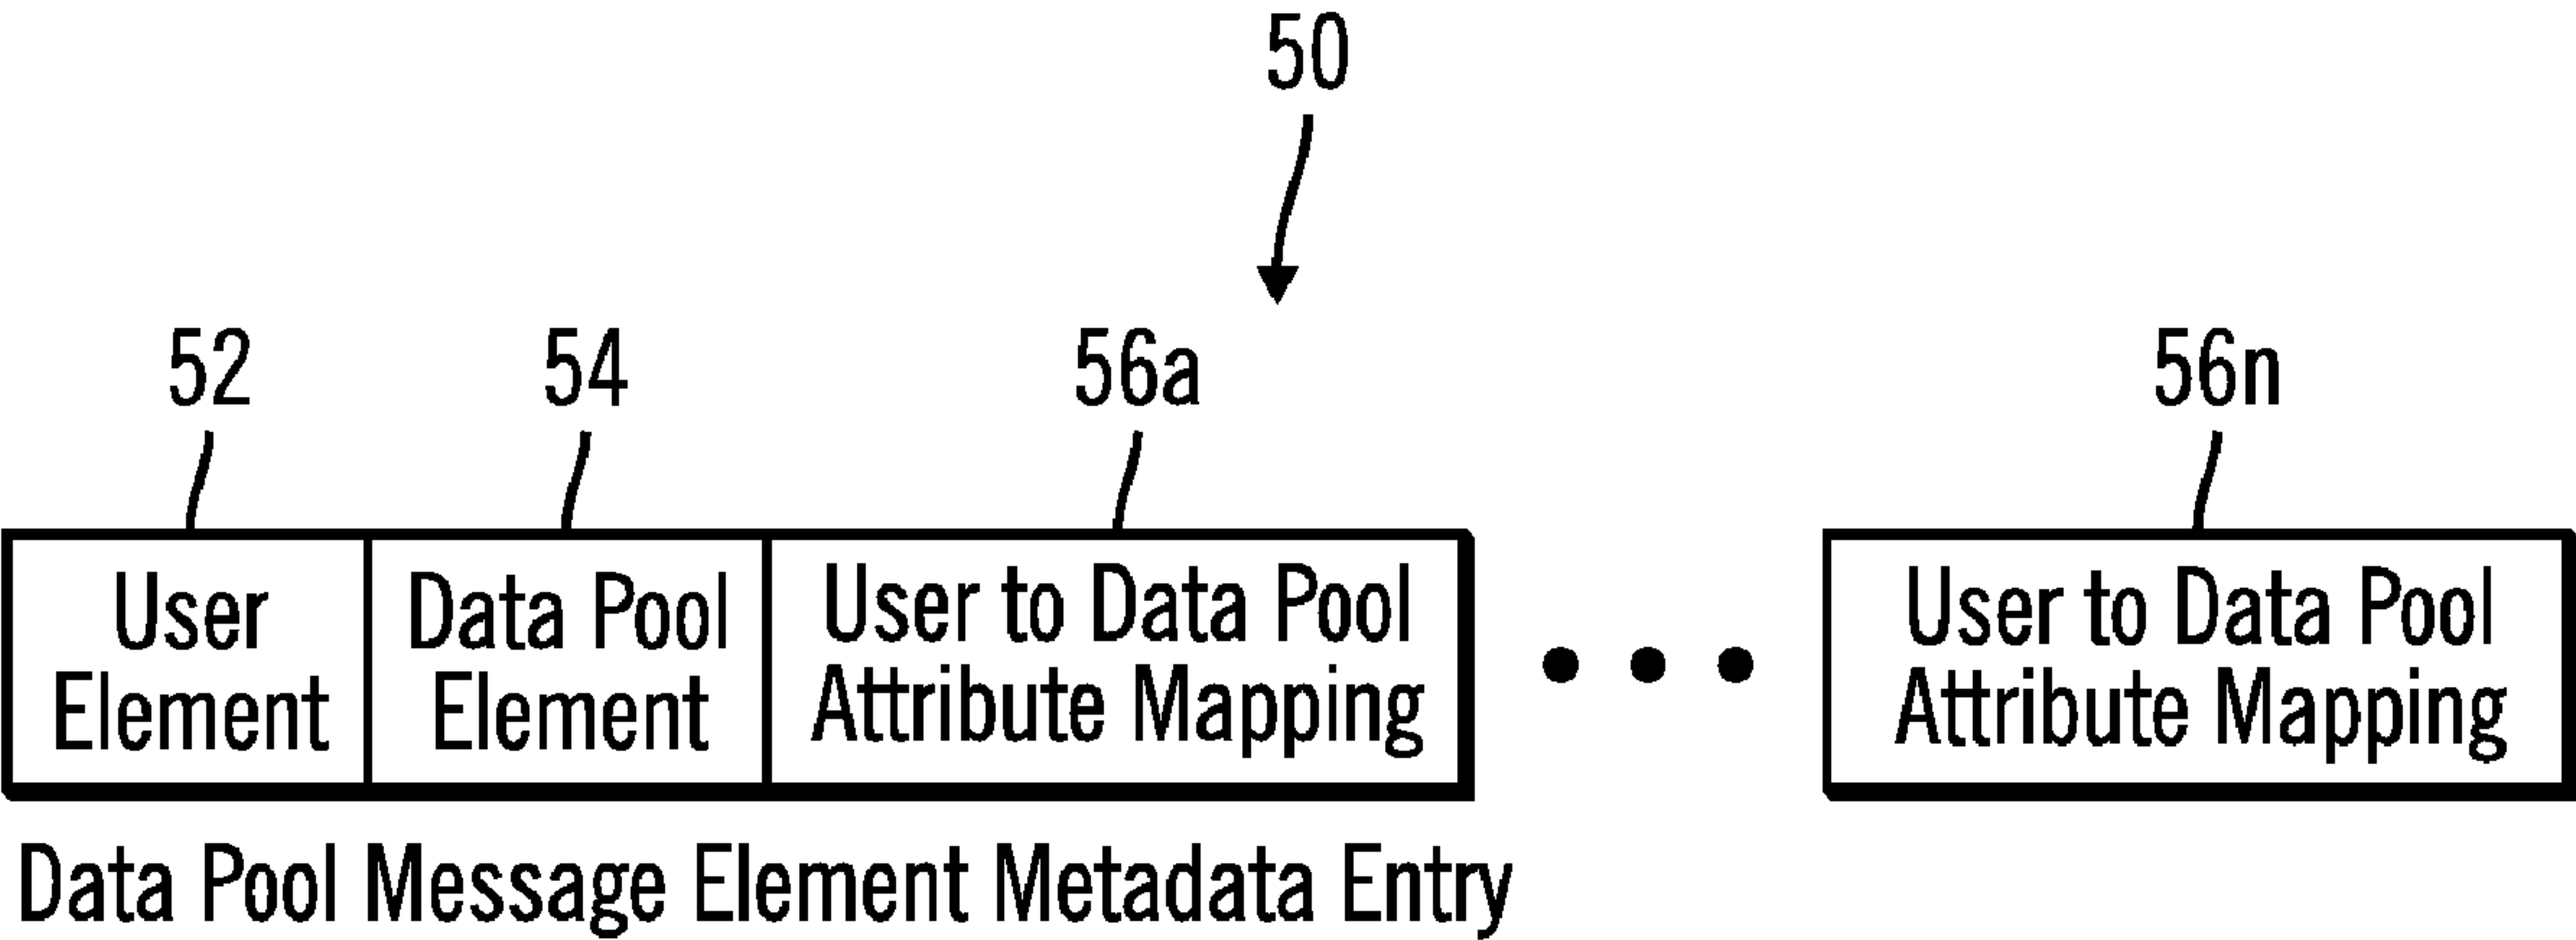 50
52
54
56a
56n
User
Element
Data Pool
Element
User to Data Pool
Attribute Mapping
User to Data Pool
Attribute Mapping
Data Pool Message Element Metadata Entry